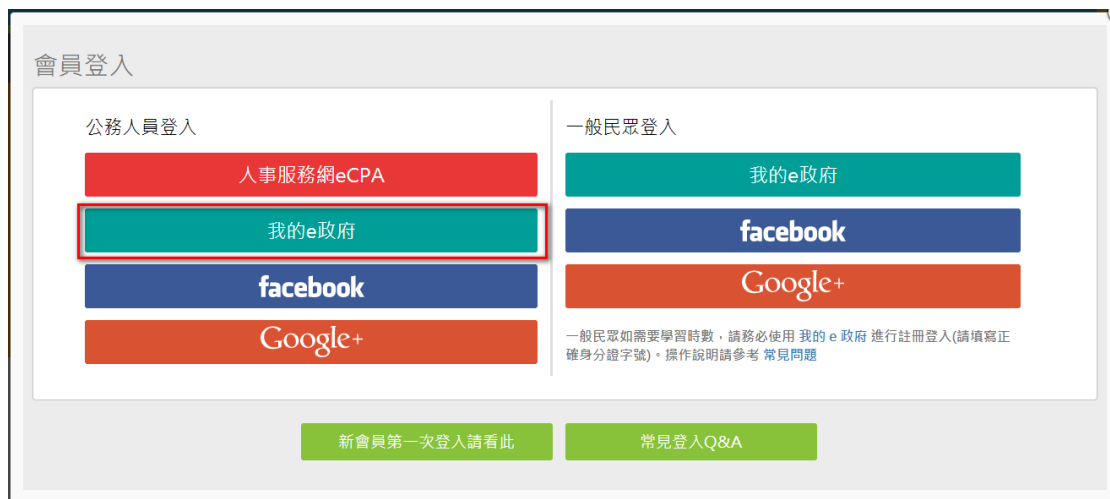 會員登入
公務人員登入
人事服務網eCPA
我的e政府
facebook
Google+
一般民眾登入
我的e政府
facebook
Google+
一般民眾如需要學習時數，請務必使用 我的 e 政府 進行註冊登入(請填寫正
確身分證字號)。操作說明請參考 常見問題
新會員第一次登入請看此
常見登入Q&A